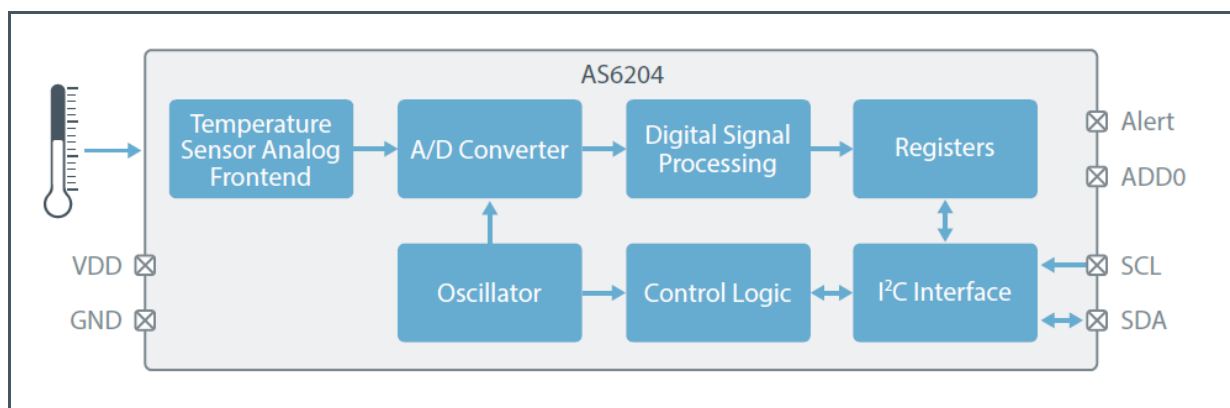 AS6204
Temperature
Sensor Analog
Frontend
A/D Converter
Digital Signal
Processing
Registers
Alert
ADD0
VDD
GND
Oscillator
Control Logic
I²C Interface
SCL
SDA